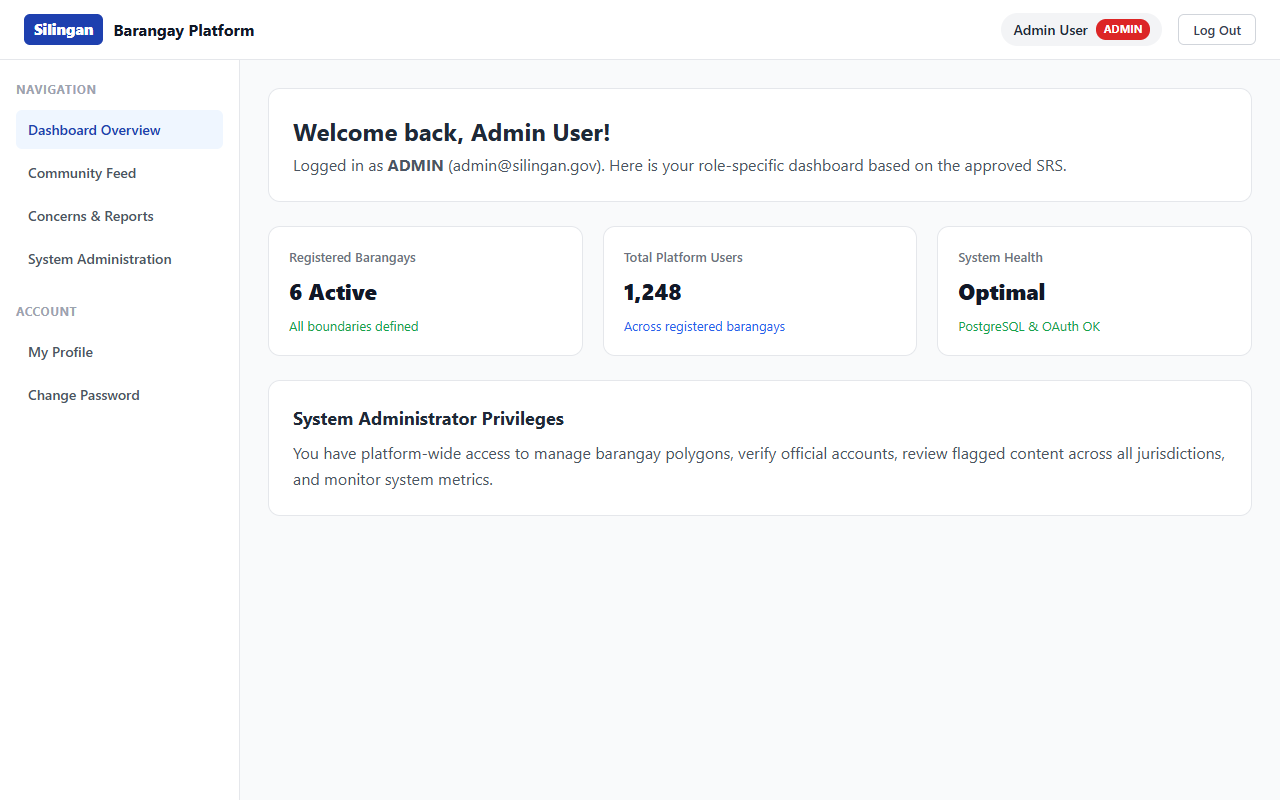 Silingan
Barangay Platform
Admin User
ADMIN
Log Out
NAVIGATION
Dashboard Overview
Community Feed
Concerns & Reports
System Administration
ACCOUNT
My Profile
Change Password
Welcome back, Admin User!
Logged in as ADMIN (admin@silingan.gov). Here is your role-specific dashboard based on the approved SRS.
Registered Barangays
6 Active
All boundaries defined
Total Platform Users
1,248
Across registered barangays
System Health
Optimal
PostgreSQL & OAuth OK
System Administrator Privileges
You have platform-wide access to manage barangay polygons, verify official accounts, review flagged content across all jurisdictions,
and monitor system metrics.